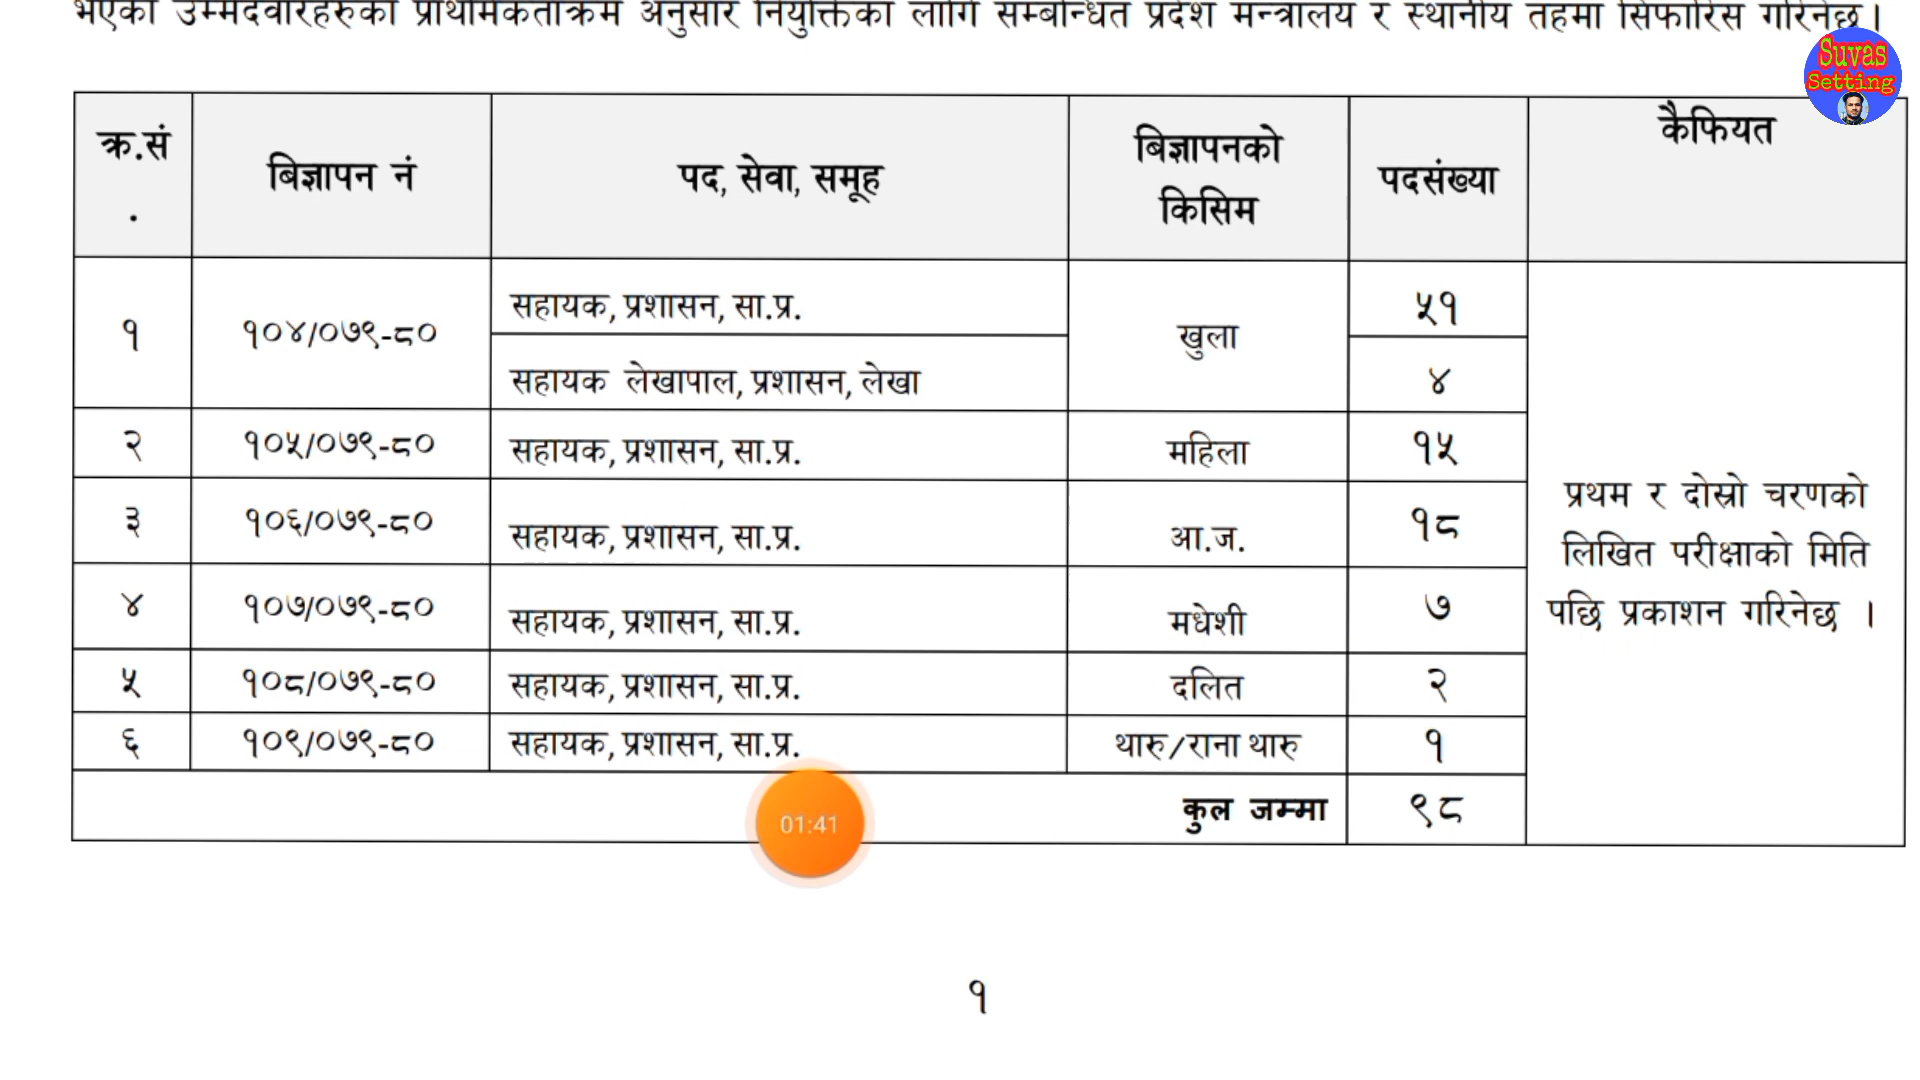 भएका उम्मेदवारहरुको प्राथमिकताक्रम अनुसार नियुक्तिका लागि सम्बन्धित प्रदेश मन्त्रालय र स्थानीय तहमा सिफारिस गरिनेछ।
Suvas
Setting
क्र.सं
.
बिज्ञापन नं
पद, सेवा, समूह
बिज्ञापनको
किसिम
पदसंख्या
कैफियत
१
१०४/०७९-८०
सहायक, प्रशासन, सा.प्र.
खुला
५१
सहायक लेखापाल, प्रशासन, लेखा
४
२
१०५/०७९-८०
सहायक, प्रशासन, सा.प्र.
महिला
१५
३
१०६/०७९-८०
सहायक, प्रशासन, सा.प्र.
आ.ज.
१८
४
१०७/०७९-८०
सहायक, प्रशासन, सा.प्र.
मधेशी
७
५
१०८/०७९-८०
सहायक, प्रशासन, सा.प्र.
दलित
२
६
१०९/०७९-८०
सहायक, प्रशासन, सा.प्र.
थारु/राना थारु
१
कुल जम्मा
९८
प्रथम र दोस्रो चरणको
लिखित परीक्षाको मिति
पछि प्रकाशन गरिनेछ ।
01:41
१